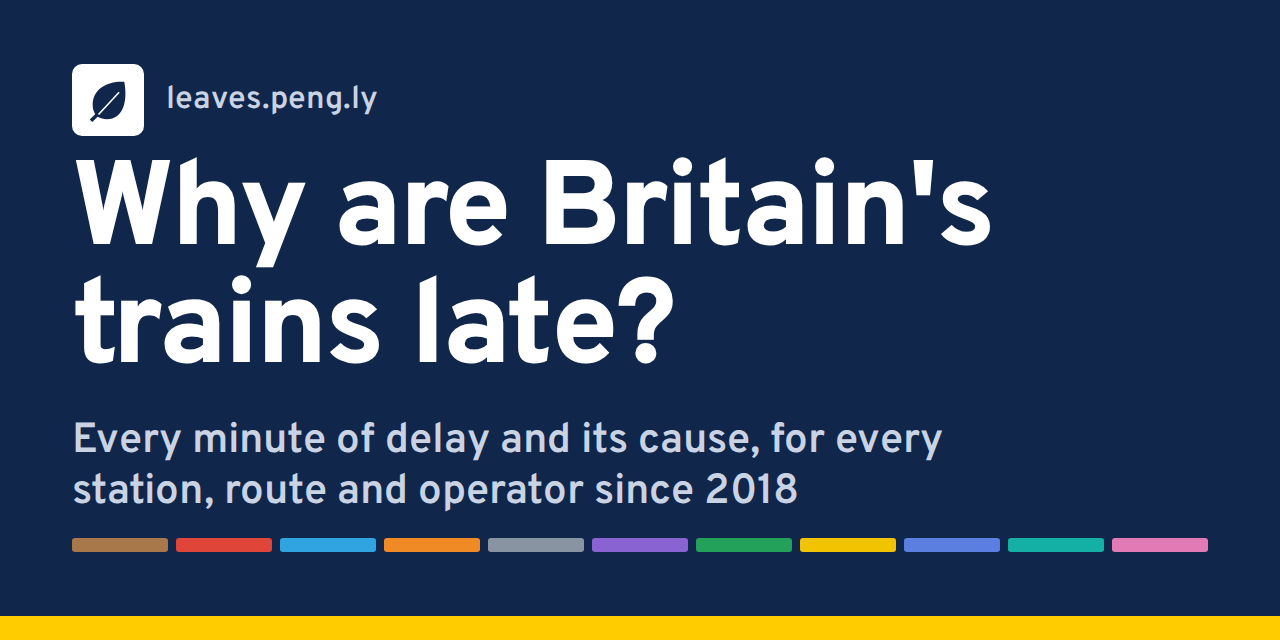 leaves.peng.ly
Why are Britain's
trains late?
Every minute of delay and its cause, for every
station, route and operator since 2018